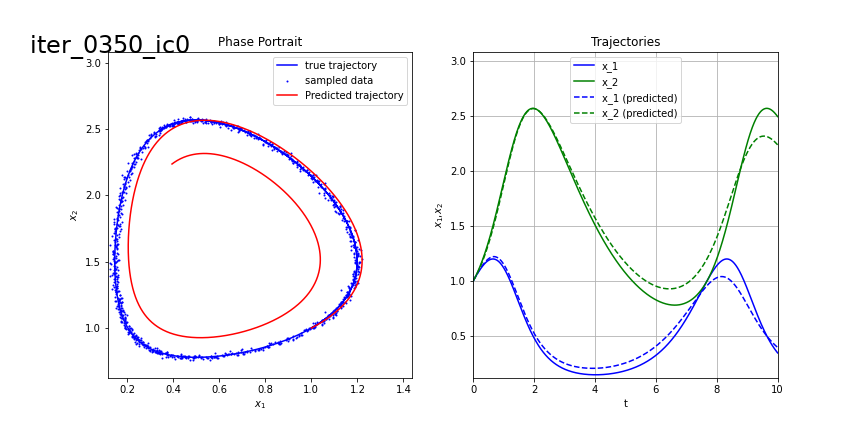 iter_0350_ic0
Phase Portrait
true trajectory
sampled data
Predicted trajectory
3.0
2.5
2.0
1.5
1.0
x_2
0.2 0.4 0.6 0.8 1.0 1.2 1.4
x_1
Trajectories
x_1
x_2
x_1 (predicted)
x_2 (predicted)
3.0
2.5
2.0
1.5
1.0
0.5
x_1,x_2
0 2 4 6 8 10
t